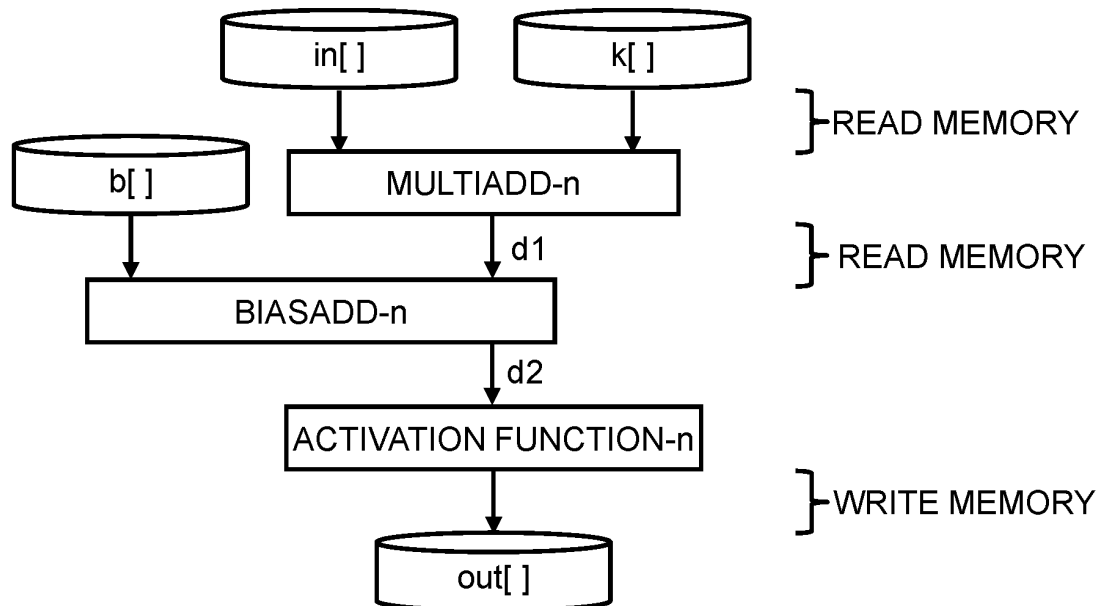 in[ ]
k[ ]
READ MEMORY
b[ ]
MULTIADD-n
d1
READ MEMORY
BIASADD-n
d2
ACTIVATION FUNCTION-n
WRITE MEMORY
out[ ]